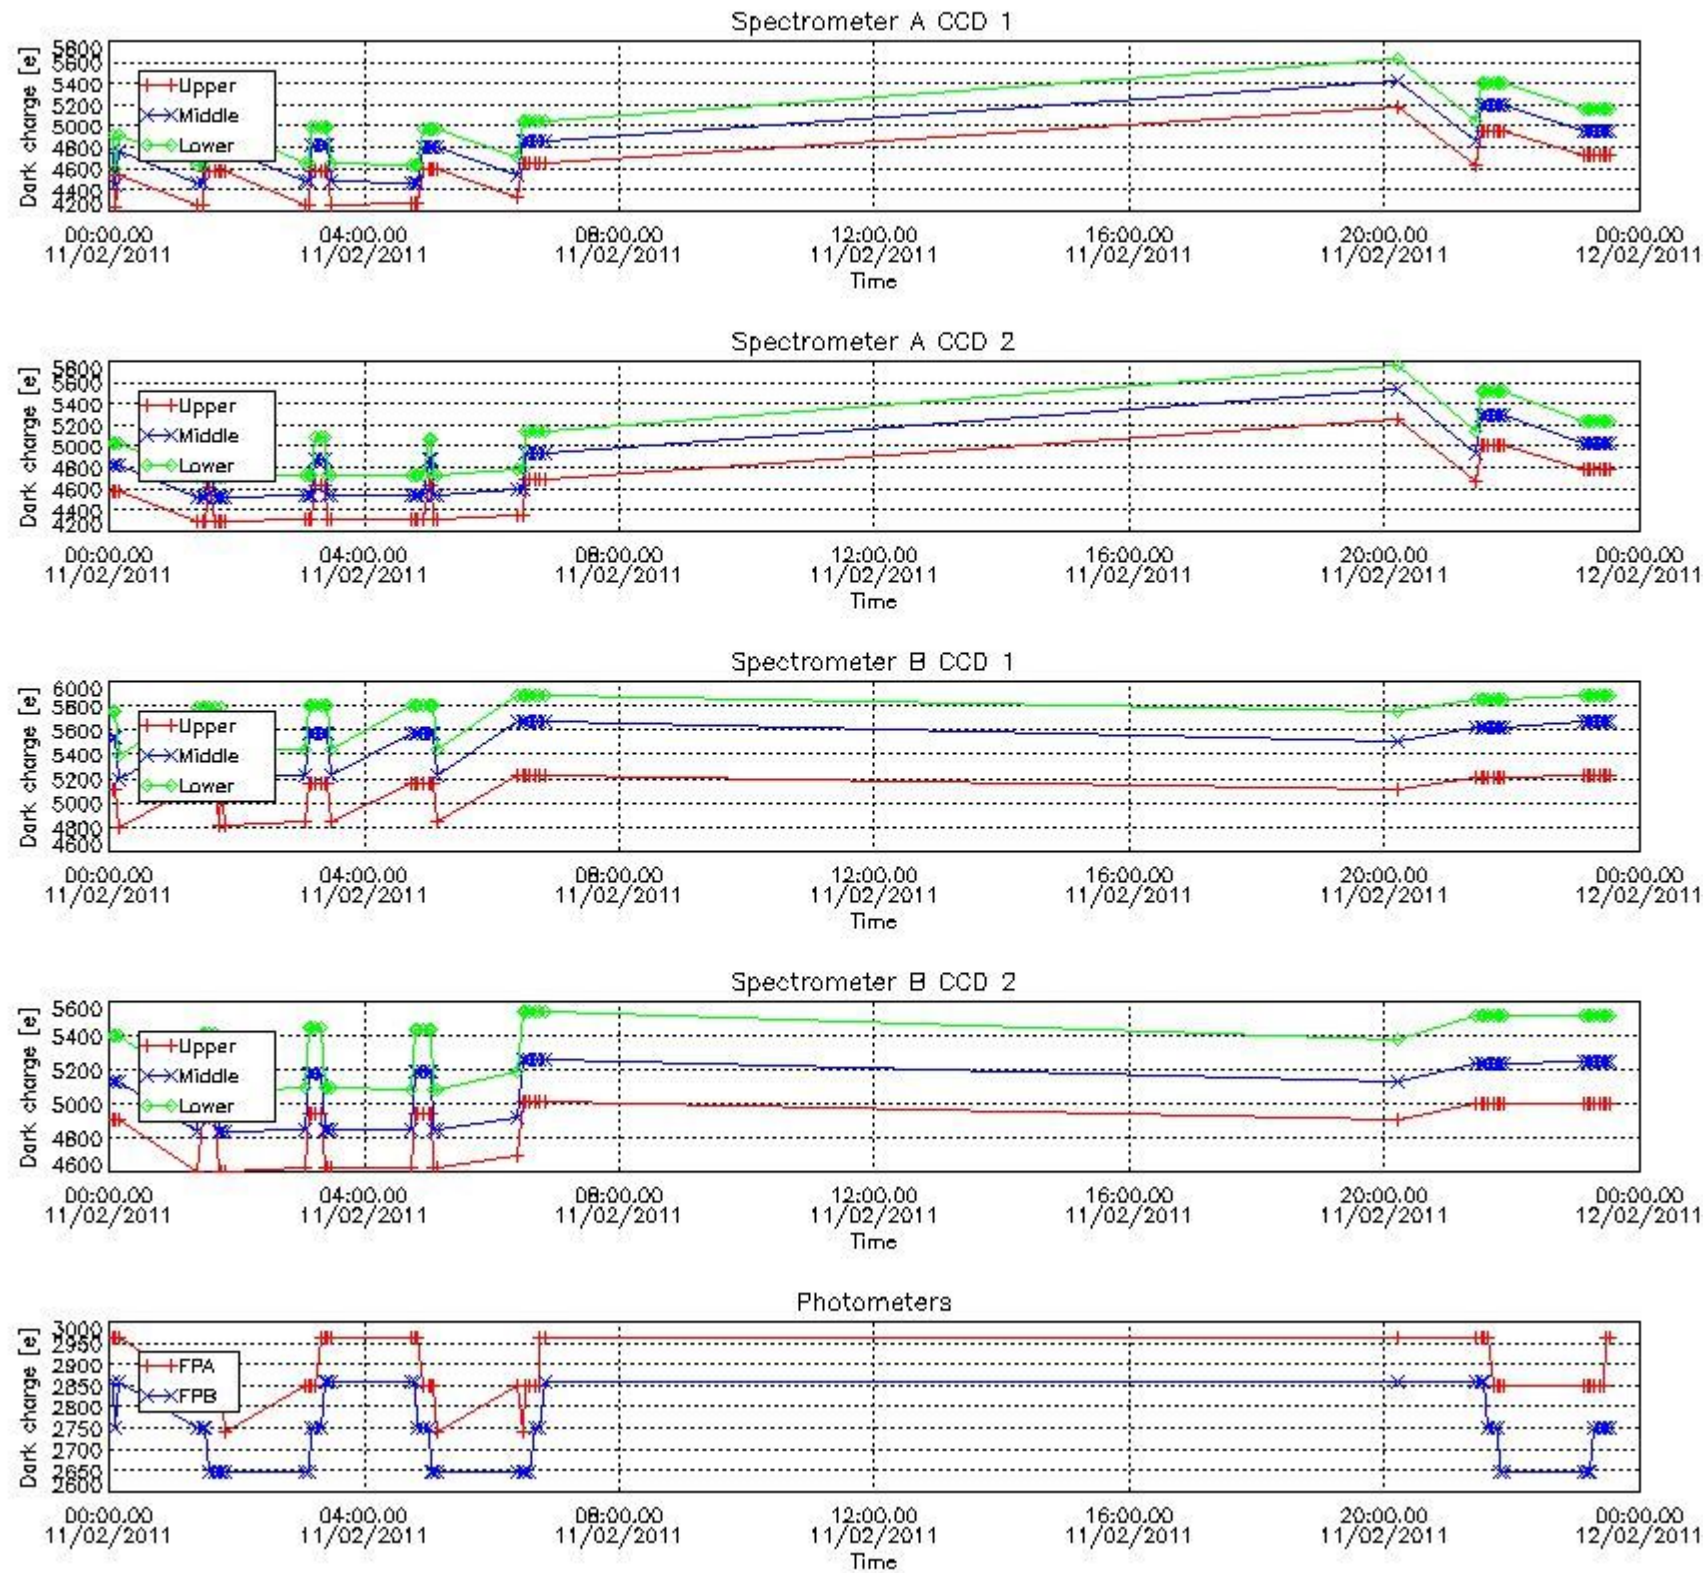 Spectrometer A CCD 1
Dark charge [e]
5800
5600
5400
5200
5000
4800
4600
4400
4200
Upper
Middle
Lower
00:00.00 04:00.00 08:00.00 12:00.00 16:00.00 20:00.00 00:00.00
11/02/2011 11/02/2011 11/02/2011 11/02/2011 11/02/2011 11/02/2011 12/02/2011
Time
Spectrometer A CCD 2
Dark charge [e]
5800
5600
5400
5200
5000
4800
4600
4400
4200
Upper
Middle
Lower
00:00.00 04:00.00 08:00.00 12:00.00 16:00.00 20:00.00 00:00.00
11/02/2011 11/02/2011 11/02/2011 11/02/2011 11/02/2011 11/02/2011 12/02/2011
Time
Spectrometer B CCD 1
Dark charge [e]
6000
5800
5600
5400
5200
5000
4800
4600
Upper
Middle
Lower
00:00.00 04:00.00 08:00.00 12:00.00 16:00.00 20:00.00 00:00.00
11/02/2011 11/02/2011 11/02/2011 11/02/2011 11/02/2011 11/02/2011 12/02/2011
Time
Spectrometer B CCD 2
Dark charge [e]
5600
5400
5200
5000
4800
4600
Upper
Middle
Lower
00:00.00 04:00.00 08:00.00 12:00.00 16:00.00 20:00.00 00:00.00
11/02/2011 11/02/2011 11/02/2011 11/02/2011 11/02/2011 11/02/2011 12/02/2011
Time
Photometers
Dark charge [e]
3000
2950
2900
2850
2800
2750
2700
2650
2600
FPA
FPB
00:00.00 04:00.00 08:00.00 12:00.00 16:00.00 20:00.00 00:00.00
11/02/2011 11/02/2011 11/02/2011 11/02/2011 11/02/2011 11/02/2011 12/02/2011
Time